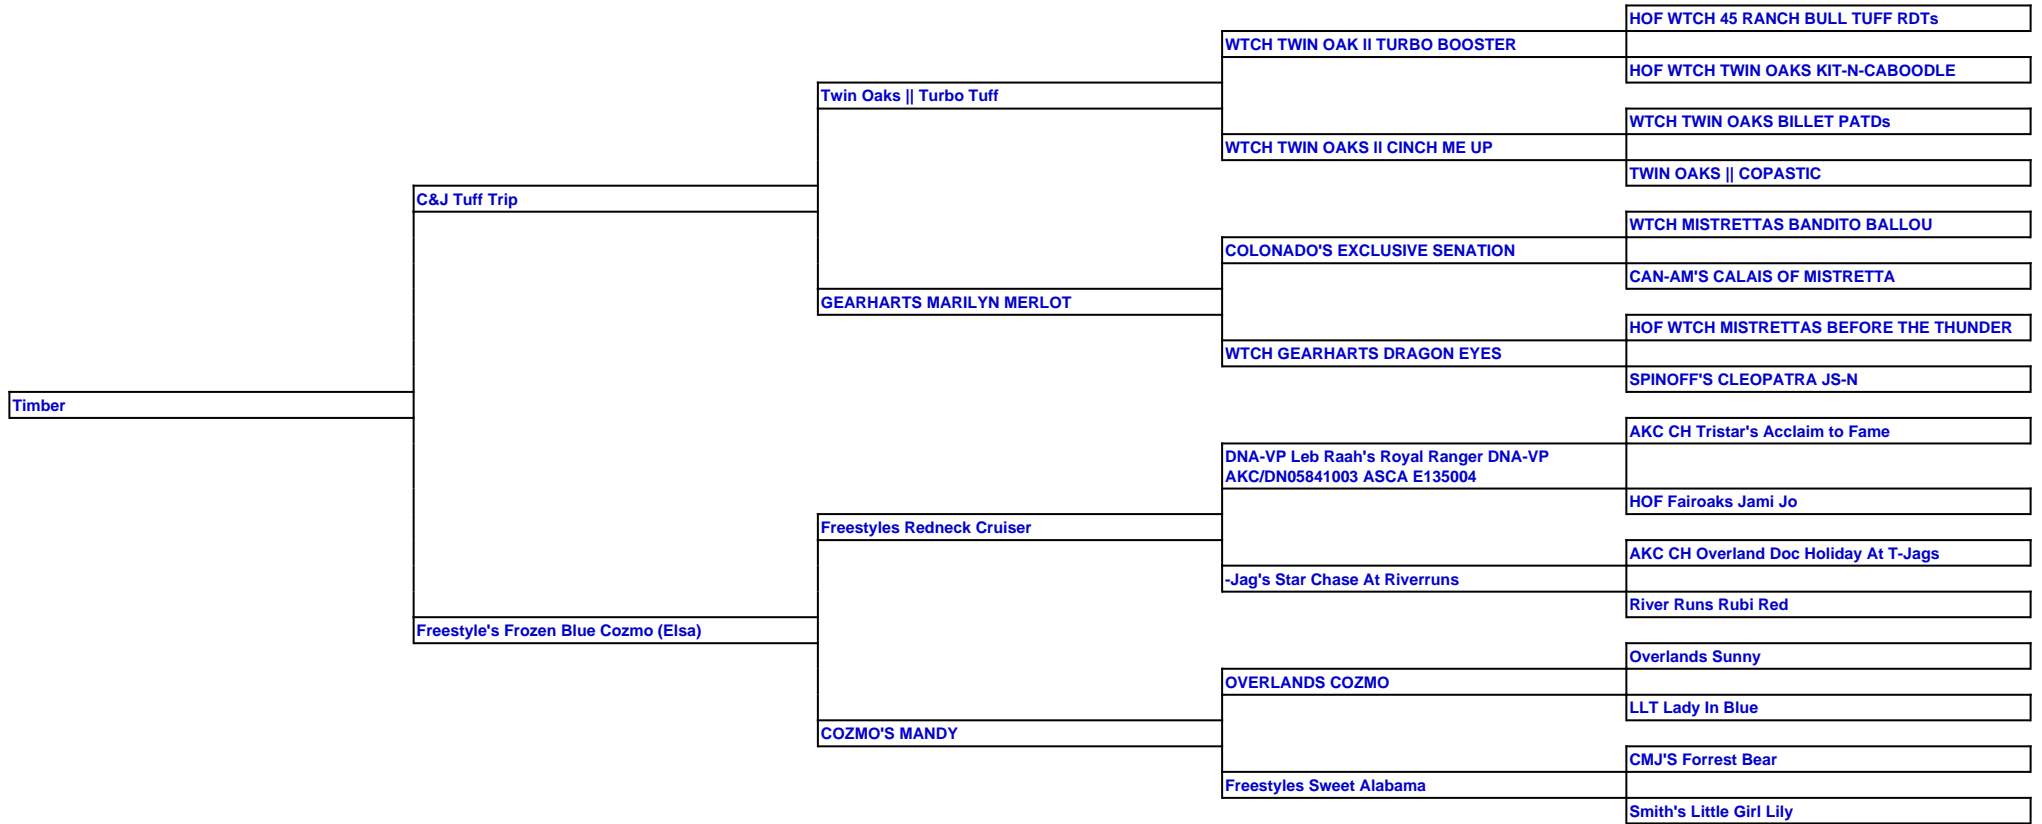 HOF WTCH 45 RANCH BULL TUFF RDTs
WTCH TWIN OAK II TURBO BOOSTER
HOF WTCH TWIN OAKS KIT-N-CABOODLE
Twin Oaks || Turbo Tuff
WTCH TWIN OAKS BILLET PATDs
WTCH TWIN OAKS II CINCH ME UP
TWIN OAKS || COPASTIC
C&J Tuff Trip
WTCH MISTRETTAS BANDITO BALLOU
COLONADO'S EXCLUSIVE SENATION
CAN-AM'S CALAIS OF MISTRETTA
GEARHARTS MARILYN MERLOT
HOF WTCH MISTRETTAS BEFORE THE THUNDER
WTCH GEARHARTS DRAGON EYES
SPINOFF'S CLEOPATRA JS-N
Timber
AKC CH Tristar's Acclaim to Fame
DNA-VP Leb Raah's Royal Ranger DNA-VP
AKC/DN05841003 ASCA E135004
HOF Fairoaks Jami Jo
Freestyles Redneck Cruiser
AKC CH Overland Doc Holiday At T-Jags
-Jag's Star Chase At Riverruns
River Runs Rubi Red
Freestyle's Frozen Blue Cozmo (Elsa)
Overlands Sunny
OVERLANDS COZMO
LLT Lady In Blue
COZMO'S MANDY
CMJ'S Forrest Bear
Freestyles Sweet Alabama
Smith's Little Girl Lily